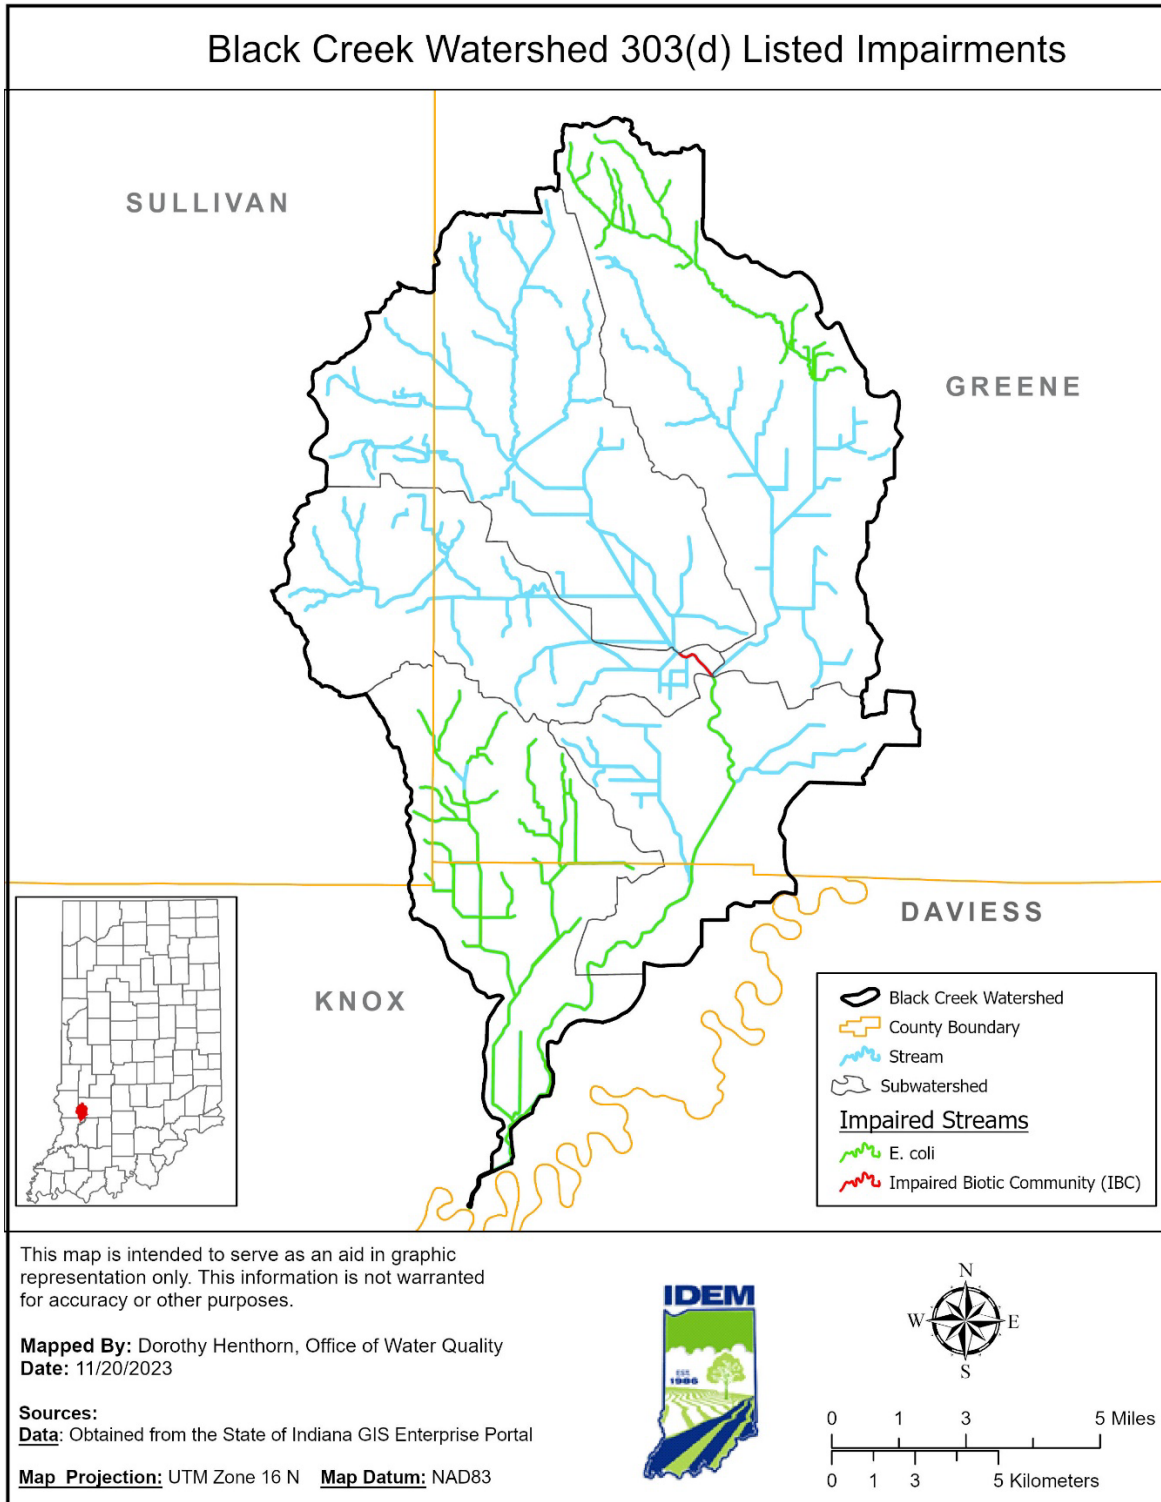 Black Creek Watershed 303(d) Listed Impairments
SULLIVAN
GREENE
DAVIESS
KNOX
Black Creek Watershed
County Boundary
Stream
Subwatershed
Impaired Streams
E. coli
Impaired Biotic Community (IBC)
This map is intended to serve as an aid in graphic
representation only. This information is not warranted
for accuracy or other purposes.
Mapped By: Dorothy Henthorn, Office of Water Quality
Date: 11/20/2023
Sources:
Data: Obtained from the State of Indiana GIS Enterprise Portal
Map Projection: UTM Zone 16 N Map Datum: NAD83
IDEM
EST.
1986
N
W E
S
0 1 3 5 Miles
0 1 3 5 Kilometers